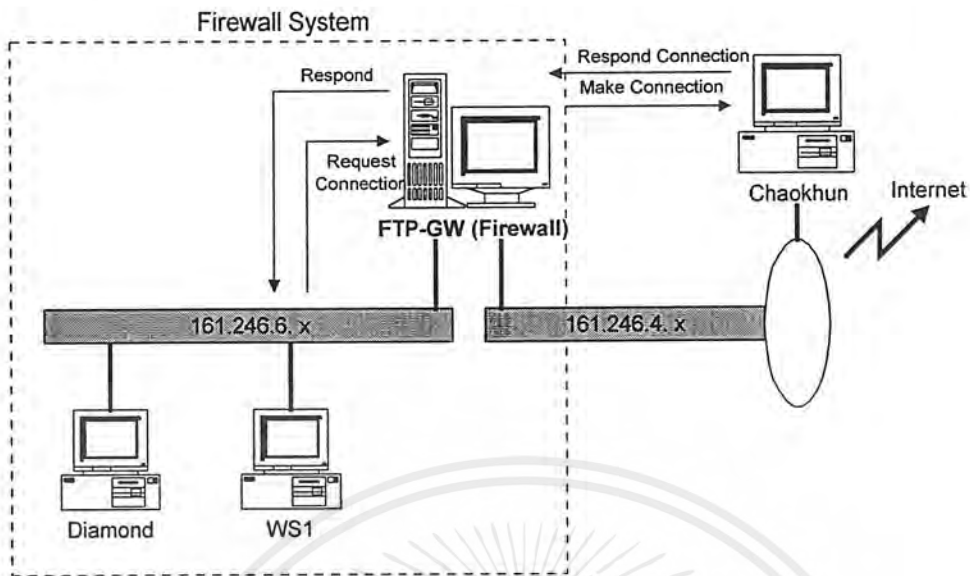 Firewall System
Respond
Respond Connection
Make Connection
Request
Connection
FTP-GW (Firewall)
Chaokhun
Internet
161.246.6. x
161.246.4. x
Diamond
WS1